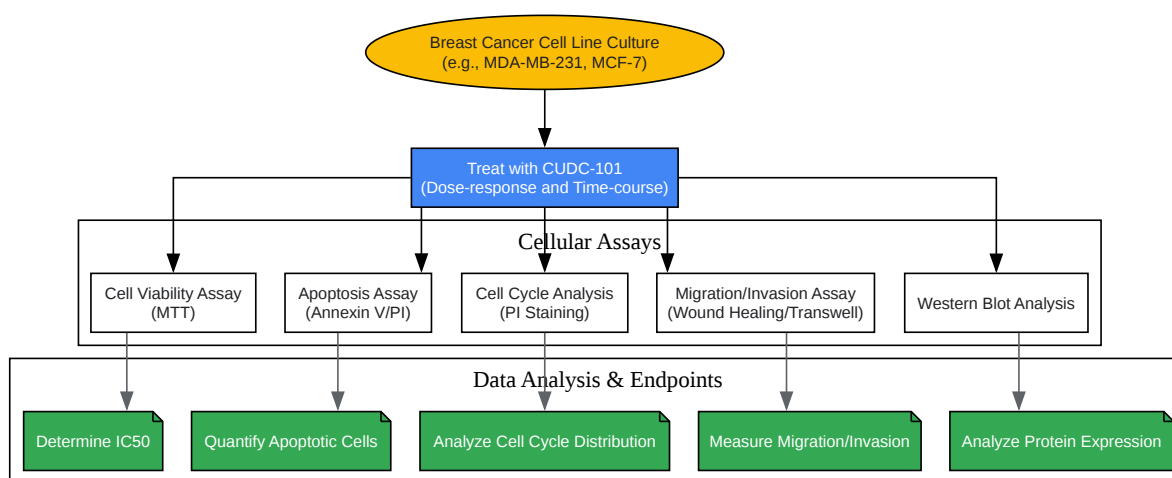 Breast Cancer Cell Line Culture
(e.g., MDA-MB-231, MCF-7)
Treat with CUDC-101
(Dose-response and Time-course)
Cellular Assays
Cell Viability Assay
(MTT)
Apoptosis Assay
(Annexin V/PI)
Cell Cycle Analysis
(PI Staining)
Migration/Invasion Assay
(Wound Healing/Transwell)
Western Blot Analysis
Data Analysis & Endpoints
Determine IC50
Quantify Apoptotic Cells
Analyze Cell Cycle Distribution
Measure Migration/Invasion
Analyze Protein Expression